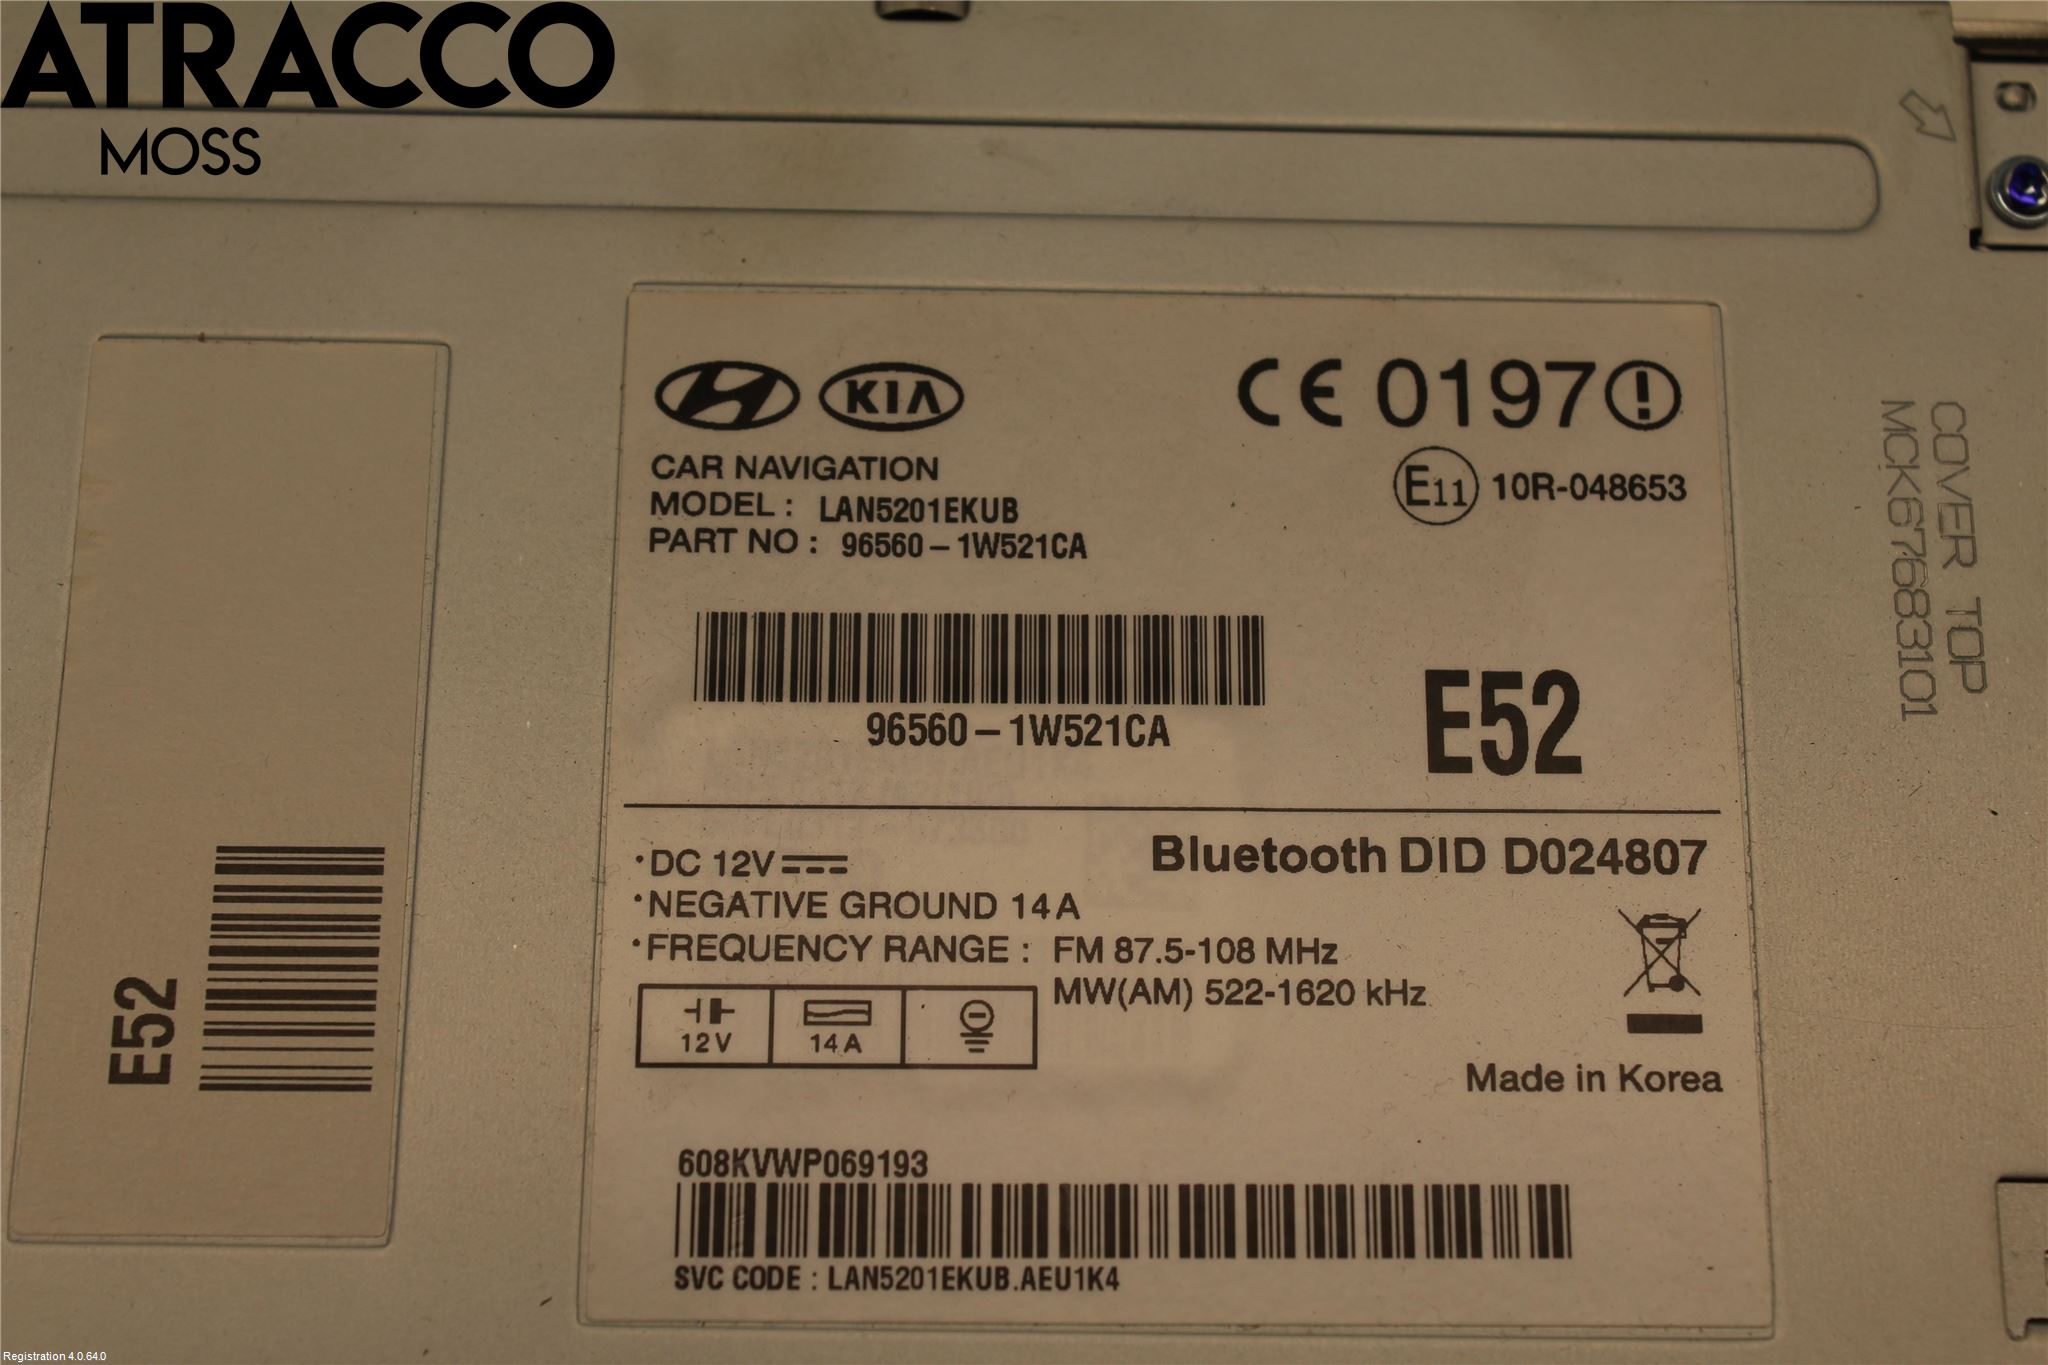 ATRACCO
MOSS
KIA
CE 0197
CAR NAVIGATION
MODEL : LAN5201EKUB
PART NO : 96560-1W521CA
E11 10R-048653
96560-1W521CA
E52
COVER TOP
MCK67683101
·DC 12V
Bluetooth DID D024807
·NEGATIVE GROUND 14A
·FREQUENCY RANGE : FM 87.5-108 MHz
MW(AM) 522-1620 kHz
12V
14A
Made in Korea
E52
608KVWP069193
SVC CODE : LAN5201EKUB.AEU1K4
Registration 4.0.64.0